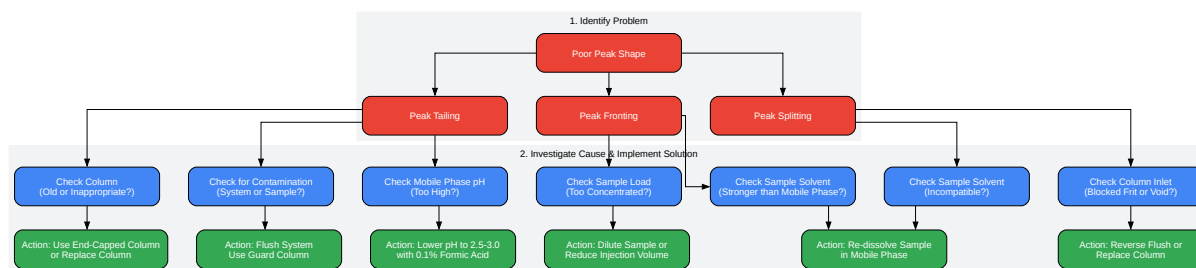 1. Identify Problem
Poor Peak Shape
Peak Tailing
Peak Fronting
Peak Splitting
2. Investigate Cause & Implement Solution
Check Column
(Old or Inappropriate?)
Check for Contamination
(System or Sample?)
Check Mobile Phase pH
(Too High?)
Check Sample Load
(Too Concentrated?)
Check Sample Solvent
(Stronger than Mobile Phase?)
Check Sample Solvent
(Incompatible?)
Check Column Inlet
(Blocked Frit or Void?)
Action: Use End-Capped Column
or Replace Column
Action: Flush System
Use Guard Column
Action: Lower pH to 2.5-3.0
with 0.1% Formic Acid
Action: Dilute Sample or
Reduce Injection Volume
Action: Re-dissolve Sample
in Mobile Phase
Action: Reverse Flush or
Replace Column